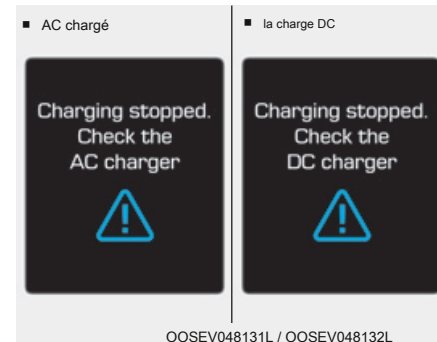 ■ AC chargé
Charging stopped.
Check the
AC charger
■ la charge DC
Charging stopped.
Check the
DC charger
OOSEV048131L / OOSEV048132L